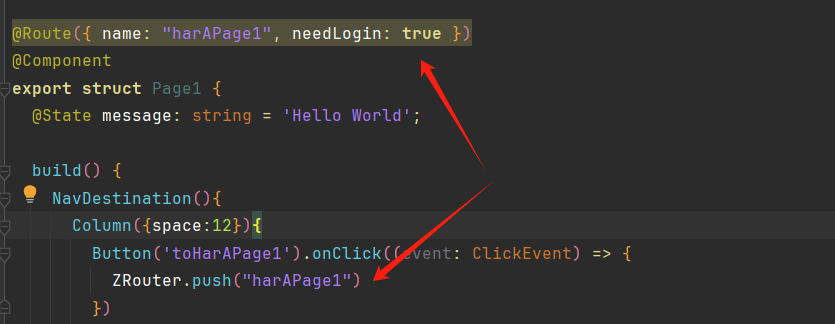 @Route({ name: "harAPage1", needLogin: true })
@Component
export struct Page1 {
@State message: string = 'Hello World';
build() {
NavDestination(){
Column({space:12}){
Button('toHarAPage1').onClick((event: ClickEvent) => {
ZRouter.push("harAPage1")
})